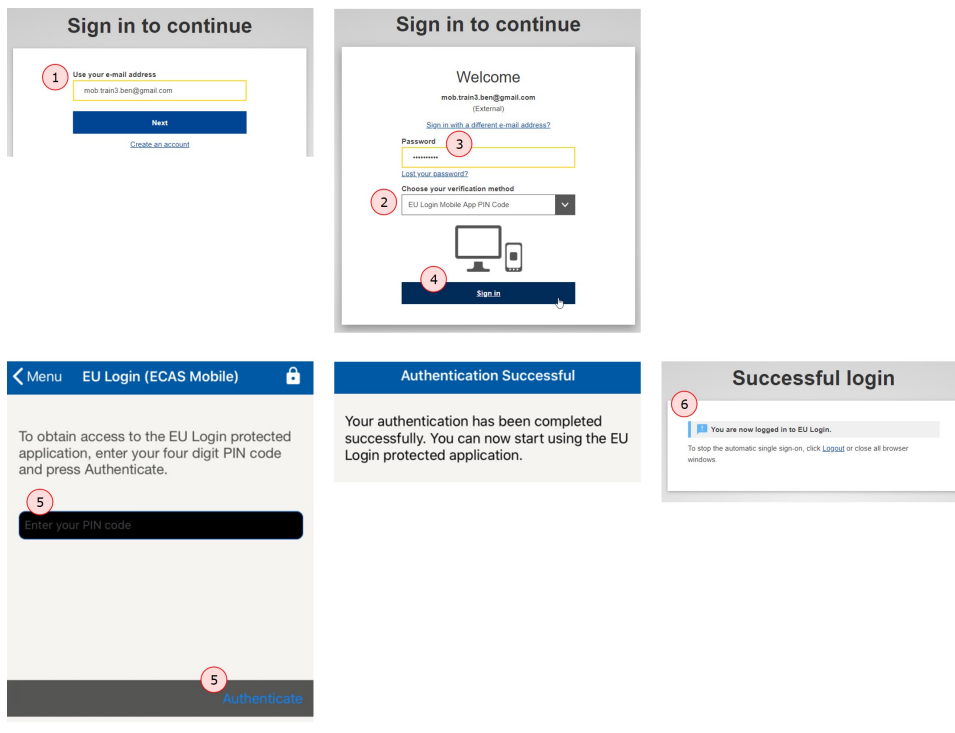 Sign in to continue
1
Use your e-mail address
mob.train3.ben@gmail.com
Next
Create an account
Sign in to continue
Welcome
mob.train3.ben@gmail.com
(External)
Sign in with a different e-mail address?
Password
3
••••••••••
Lost your password?
Choose your verification method
2
EU Login Mobile App PIN Code
4
Sign in
Menu EU Login (ECAS Mobile)
To obtain access to the EU Login protected
application, enter your four digit PIN code
and press Authenticate.
5
Enter your PIN code
5
Authenticate
Authentication Successful
Your authentication has been completed
successfully. You can now start using the EU
Login protected application.
Successful login
6
You are now logged in to EU Login.
To stop the automatic single sign-on, click Logout or close all browser
windows.